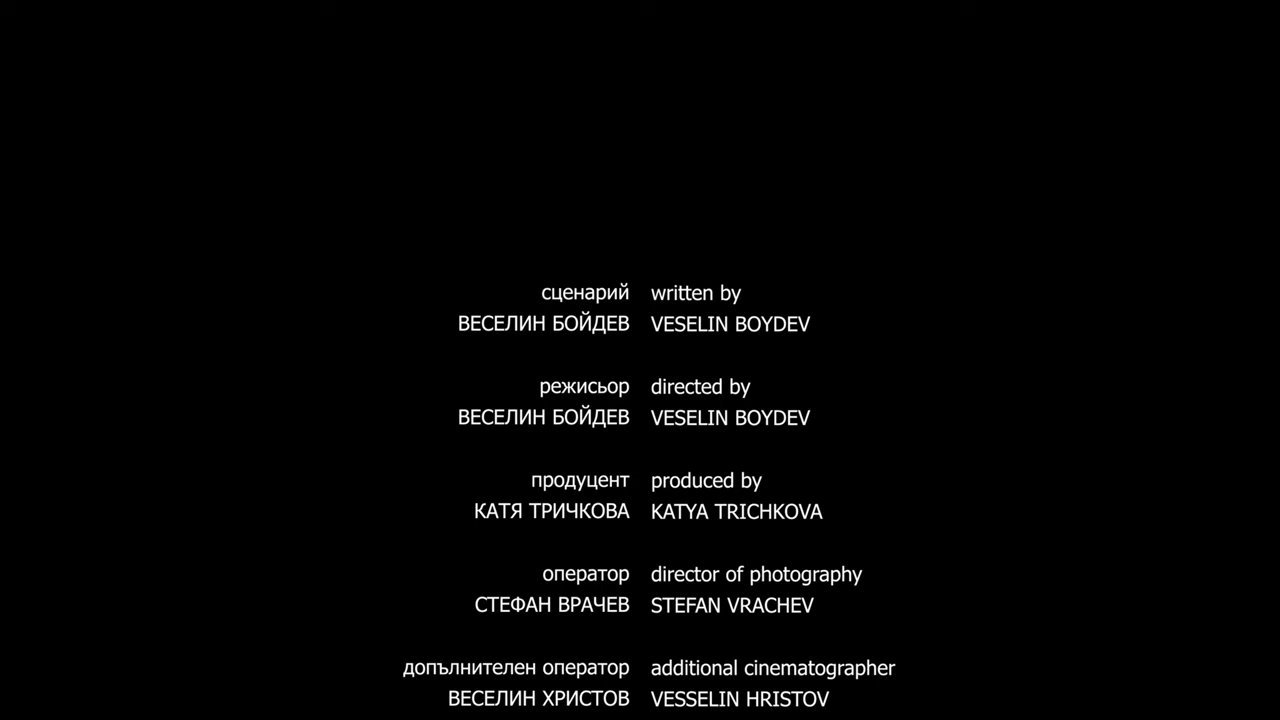 сценарий written by
ВЕСЕЛИН БОЙДЕВ VESELIN BOYDEV
режисьор directed by
ВЕСЕЛИН БОЙДЕВ VESELIN BOYDEV
продуцент produced by
КАТЯ ТРИЧКОВА KATYA TRICHKOVA
оператор director of photography
СТЕФАН ВРАЧЕВ STEFAN VRACHEV
допълнителен оператор additional cinematographer
ВЕСЕЛИН ХРИСТОВ VESSELIN HRISTOV